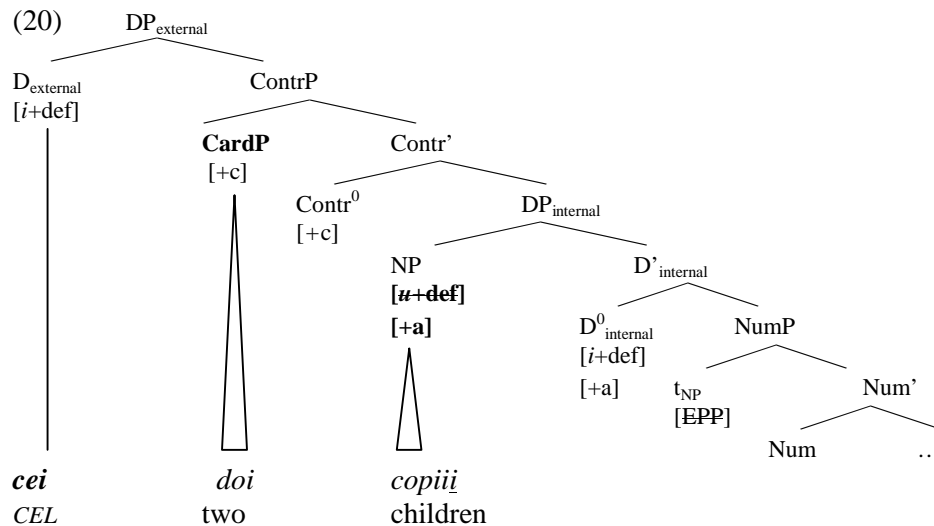 (20) DPexternal
Dexternal ContrP
[i+def]
CardP Contr’
[+c]
Contr0 DPinternal
[+c]
NP D’internal
[u+def]
[+a] D0internal NumP
[i+def]
[+a] tNP Num’
[EPP]
Num …
cei doi copiii
CEL two children